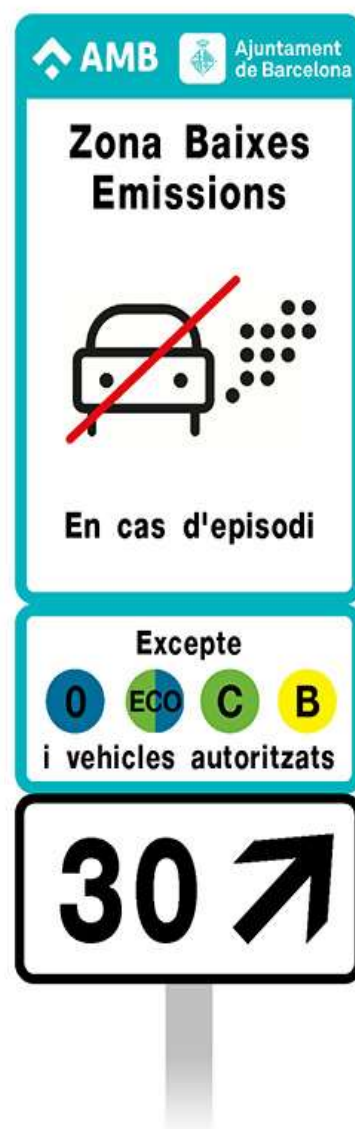 AMB
Ajuntament
de Barcelona
Zona Baixes
Emissions
En cas d'episodi
Excepte
0 ECO C B
i vehicles autoritzats
30